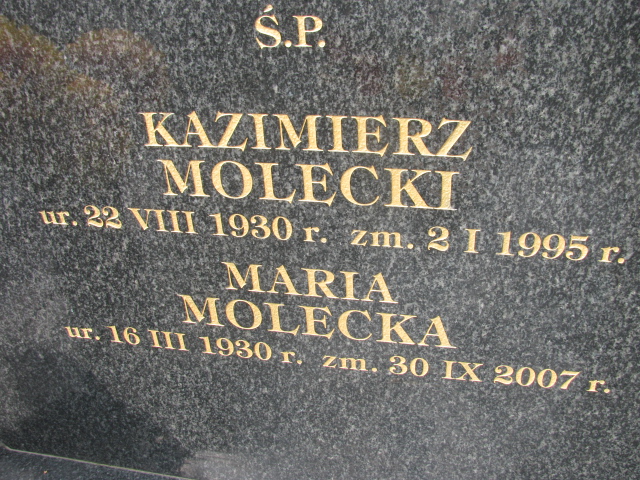 Ś.P.
KAZIMIERZ
MOLECKI
ur. 22 VIII 1930 r. zm. 2 I 1995 r.
MARIA
MOLECKA
ur. 16 III 1930 r. zm. 30 IX 2007 r.